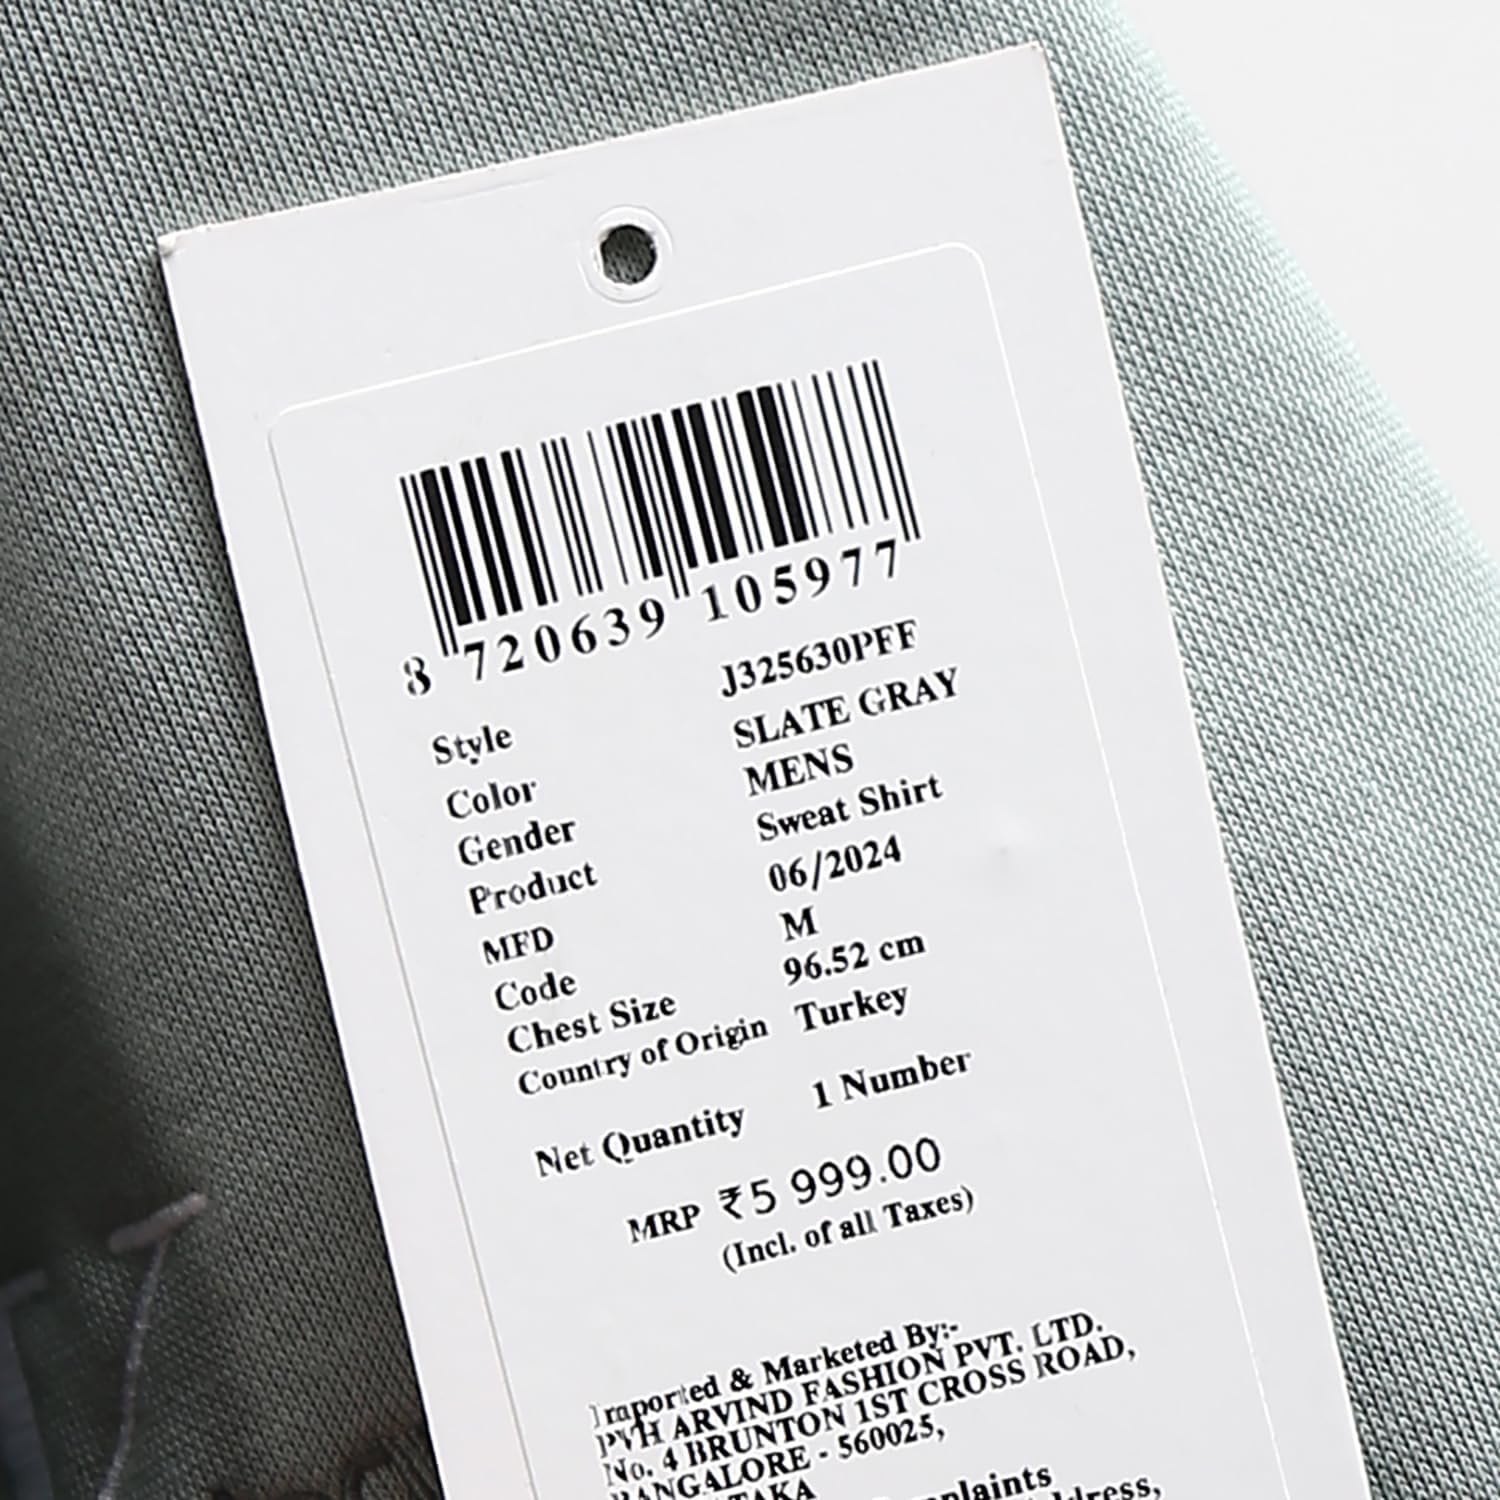 8 720639 105977
Style J325630PFF
Color SLATE GRAY
Gender MENS
Product Sweat Shirt
MFD 06/2024
Code M
Chest Size 96.52 cm
Country of Origin Turkey
Net Quantity 1 Number
MRP ₹5 999.00
(Incl. of all Taxes)
Imported & Marketed By:-
PVH ARVIND FASHION PVT. LTD.
No. 4 BRUNTON 1ST CROSS ROAD,
BANGALORE - 560025,